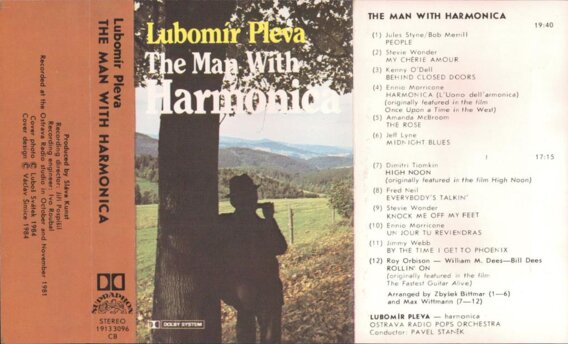 Lubomír Pleva
THE MAN WITH HARMONICA
Produced by Sláva Kunst
Recording director: Jiří Pospíšil
Recording engineer: Ivo Roubal
Recorded at the Ostrava Radio studio in October and November 1981
Cover photo © Luboš Svátek 1984
Cover design © Václav Šimice 1984
SUPRAPHON
STEREO
1913 3096
CB
Lubomír Pleva
The Man With
Harmonica
DOLBY SYSTEM
THE MAN WITH HARMONICA
19:40
(1) Jules Styne/Bob Merrill
PEOPLE
(2) Stevie Wonder
MY CHERIE AMOUR
(3) Kenny O'Dell
BEHIND CLOSED DOORS
(4) Ennio Morricone
HARMONICA (L'Uomo dell'armonica)
(originally featured in the film
Once Upon a Time in the West)
(5) Amanda McBroom
THE ROSE
(6) Jeff Lyne
MIDNIGHT BLUES
17:15
(7) Dimitri Tiomkin
HIGH NOON
(originally featured in the film High Noon)
(8) Fred Neil
EVERYBODY'S TALKIN'
(9) Stevie Wonder
KNOCK ME OFF MY FEET
(10) Ennio Morricone
UN JOUR TU REVIENDRAS
(11) Jimmy Webb
BY THE TIME I GET TO PHOENIX
(12) Roy Orbison — William M. Dees—Bill Dees
ROLLIN' ON
(originally featured in the film
The Fastest Guitar Alive)
Arranged by Zbyšek Bittmar (1—6)
and Max Wittmann (7—12)
LUBOMÍR PLEVA — harmonica
OSTRAVA RADIO POPS ORCHESTRA
Conductor: PAVEL STANĚK